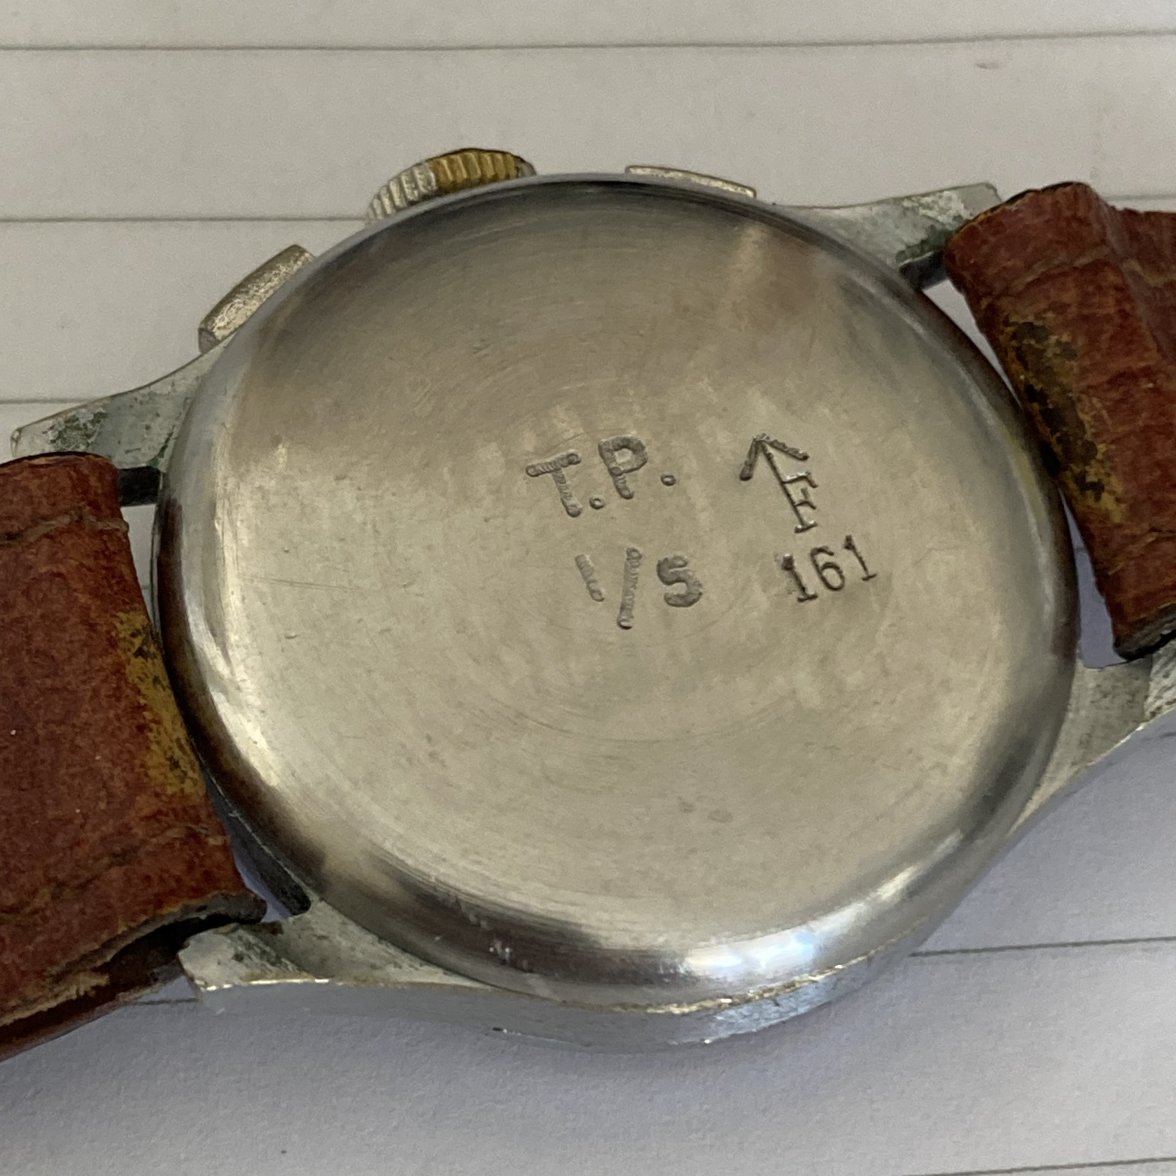 T.P. ↑F
1/S 161